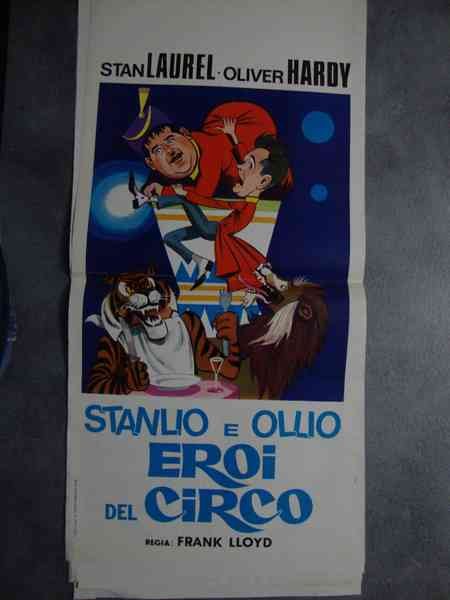 STAN LAUREL · OLIVER HARDY
STANLIO E OLLIO
EROi
DEL CiRCO
REGIA: FRANK LLOYD